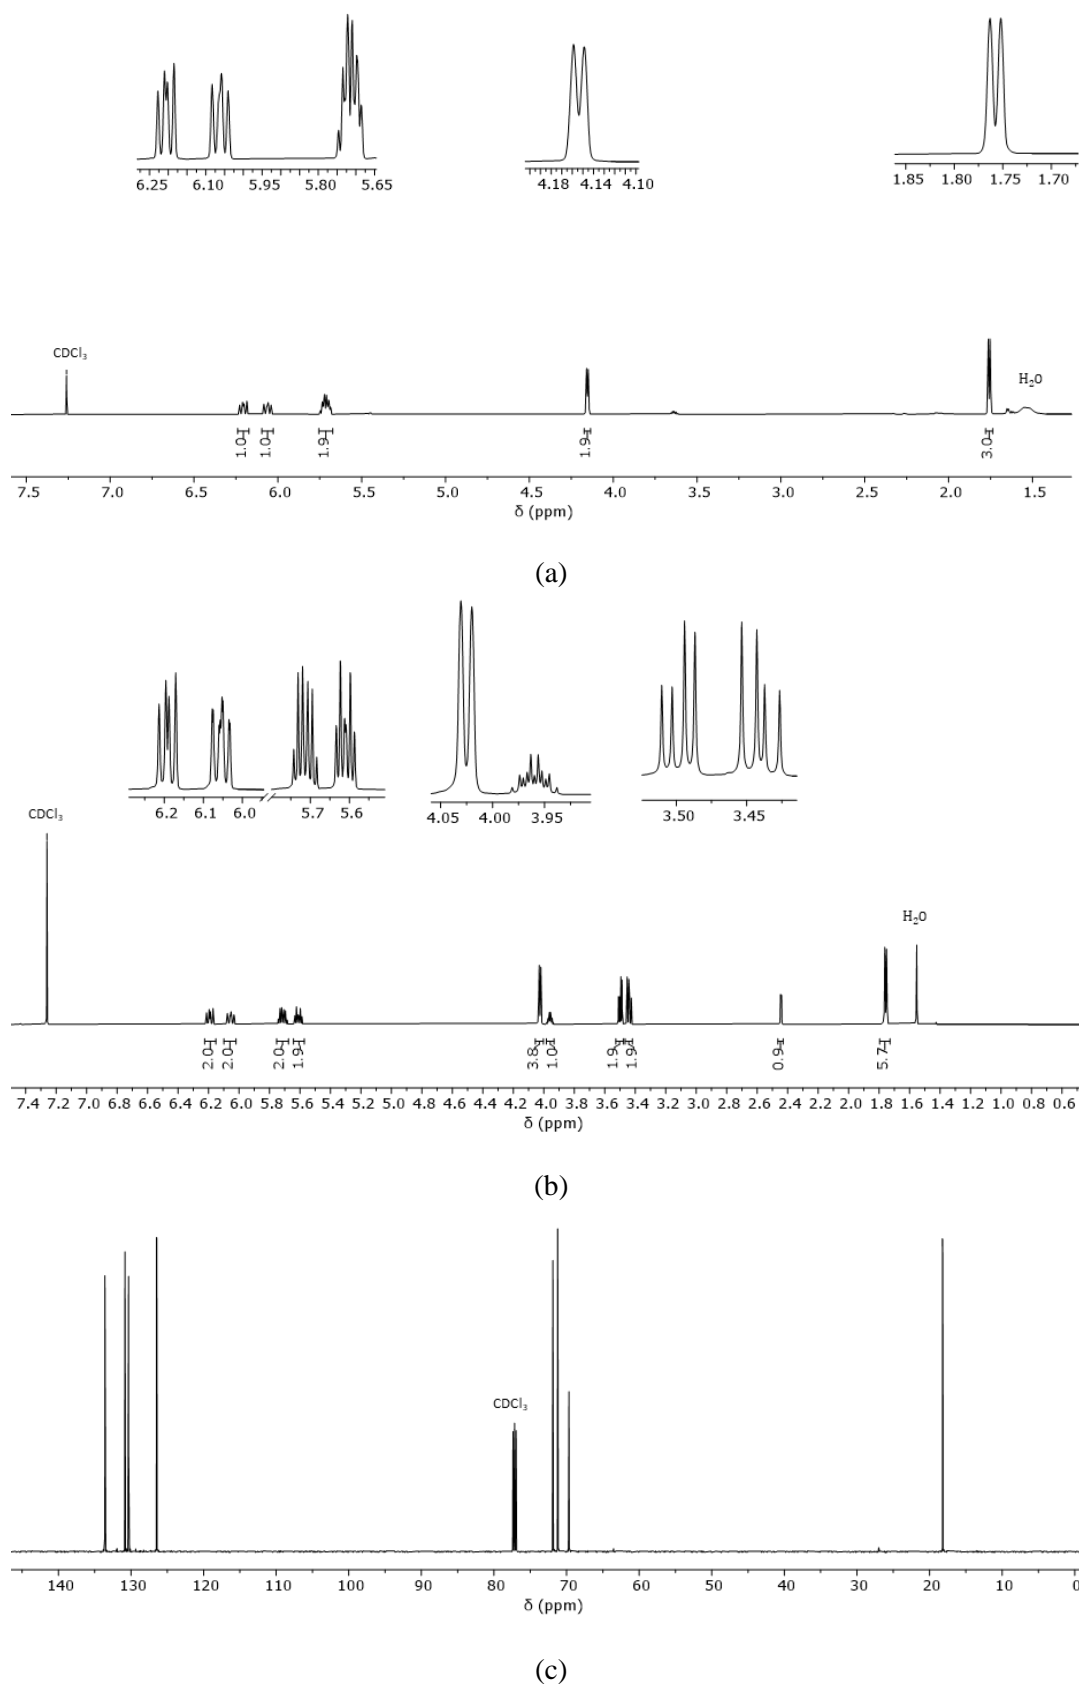 6.25 6.10 5.95 5.80 5.65
4.18 4.14 4.10
1.85 1.80 1.75 1.70
CDCl₃
H₂O
1.0 1.0 1.9 1.9 3.0
7.5 7.0 6.5 6.0 5.5 5.0 4.5 4.0 3.5 3.0 2.5 2.0 1.5
δ (ppm)
(a)
6.2 6.1 6.0 5.7 5.6
4.05 4.00 3.95
3.50 3.45
CDCl₃
H₂O
2.0 2.0 2.0 1.9 3.8 1.0 1.9 1.9 0.9 5.7
7.4 7.2 7.0 6.8 6.6 6.4 6.2 6.0 5.8 5.6 5.4 5.2 5.0 4.8 4.6 4.4 4.2 4.0 3.8 3.6 3.4 3.2 3.0 2.8 2.6 2.4 2.2 2.0 1.8 1.6 1.4 1.2 1.0 0.8 0.6
δ (ppm)
(b)
CDCl₃
140 130 120 110 100 90 80 70 60 50 40 30 20 10 0
δ (ppm)
(c)